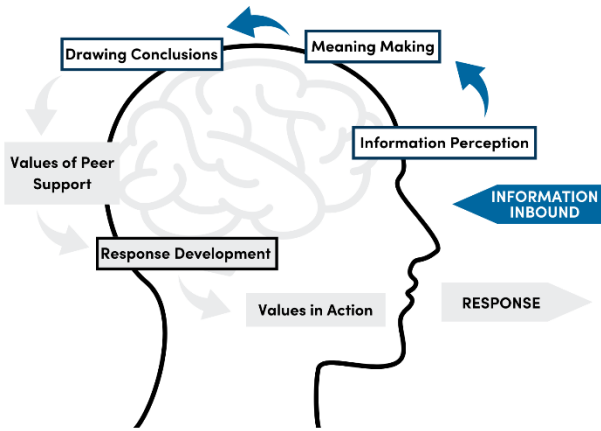 Drawing Conclusions
Meaning Making
Information Perception
Values of Peer
Support
INFORMATION
INBOUND
Response Development
Values in Action
RESPONSE